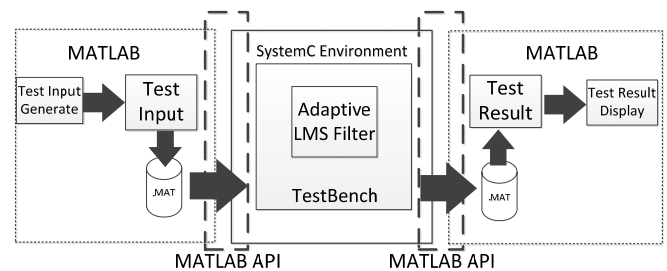 MATLAB
Test Input
Generate
Test
Input
.MAT
MATLAB API
SystemC Environment
Adaptive
LMS Filter
TestBench
MATLAB API
MATLAB
Test
Result
Test Result
Display
.MAT